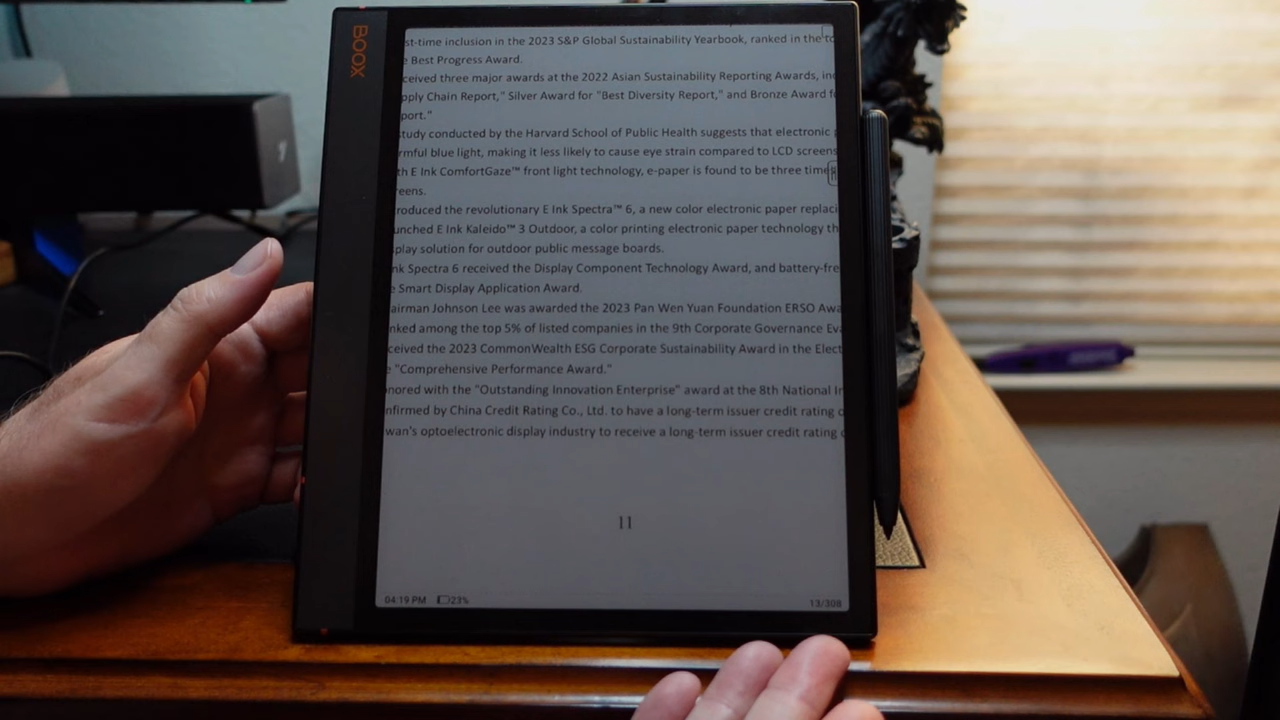 BOOX
st-time inclusion in the 2023 S&P Global Sustainability Yearbook, ranked in the to
e Best Progress Award.
ceived three major awards at the 2022 Asian Sustainability Reporting Awards, inc
pply Chain Report," Silver Award for "Best Diversity Report," and Bronze Award fo
port."
study conducted by the Harvard School of Public Health suggests that electronic p
rmful blue light, making it less likely to cause eye strain compared to LCD screens
th E Ink ComfortGaze™ front light technology, e-paper is found to be three times
eens.
roduced the revolutionary E Ink Spectra™ 6, a new color electronic paper replaci
unched E Ink Kaleido™ 3 Outdoor, a color printing electronic paper technology th
play solution for outdoor public message boards.
nk Spectra 6 received the Display Component Technology Award, and battery-fre
e Smart Display Application Award.
airman Johnson Lee was awarded the 2023 Pan Wen Yuan Foundation ERSO Awa
nked among the top 5% of listed companies in the 9th Corporate Governance Eva
ceived the 2023 CommonWealth ESG Corporate Sustainability Award in the Elect
e "Comprehensive Performance Award."
nored with the "Outstanding Innovation Enterprise" award at the 8th National In
nfirmed by China Credit Rating Co., Ltd. to have a long-term issuer credit rating o
wan's optoelectronic display industry to receive a long-term issuer credit rating o
11
04:19 PM 23%
13/308